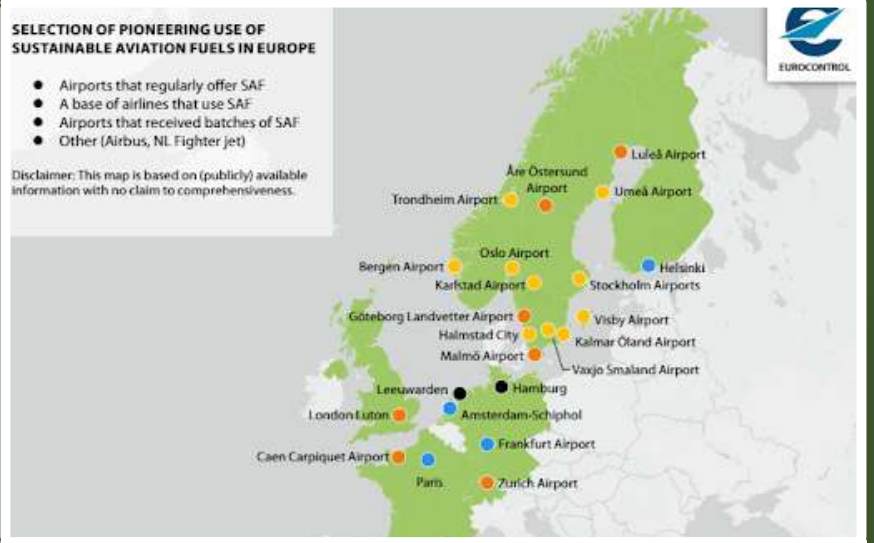 SELECTION OF PIONEERING USE OF
SUSTAINABLE AVIATION FUELS IN EUROPE
Airports that regularly offer SAF
A base of airlines that use SAF
Airports that received batches of SAF
Other (Airbus, NL Fighter jet)
Disclaimer: This map is based on (publicly) available
information with no claim to comprehensiveness.
EUROCONTROL
Luleå Airport
Åre Östersund
Airport
Umeå Airport
Trondheim Airport
Oslo Airport
Bergen Airport
Helsinki
Karlstad Airport
Stockholm Airports
Göteborg Landvetter Airport
Visby Airport
Halmstad City
Kalmar Öland Airport
Malmö Airport
Vaxjo Smaland Airport
Leeuwarden
Hamburg
London Luton
Amsterdam-Schiphol
Frankfurt Airport
Caen Carpiquet Airport
Paris
Zurich Airport